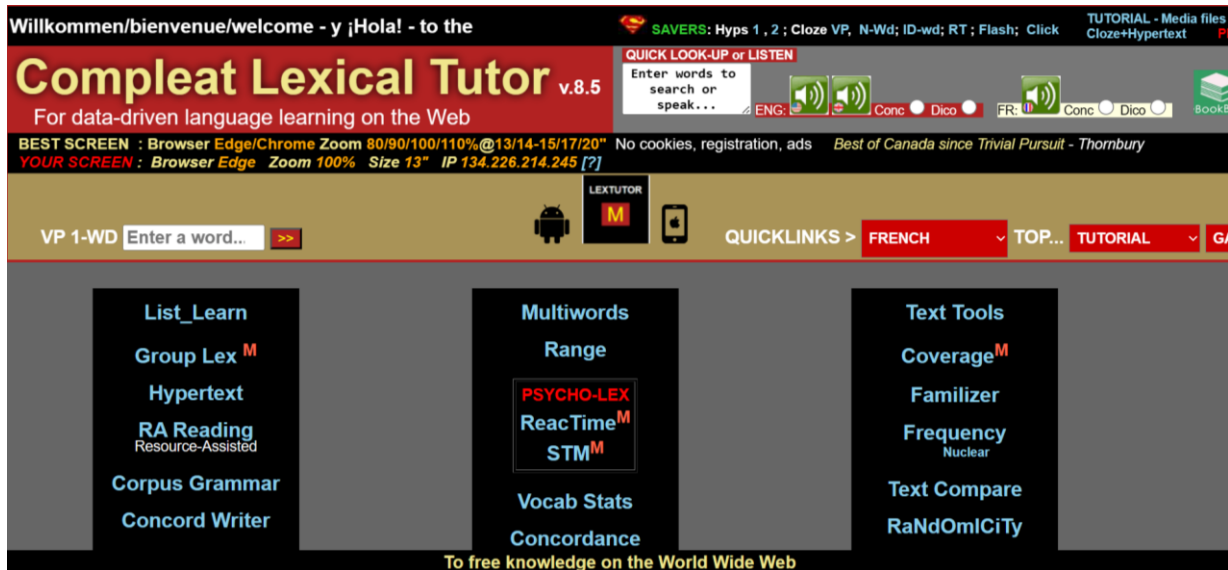 Willkommen/bienvenue/welcome - y ¡Hola! - to the
SAVERS: Hyps 1 , 2 ; Cloze VP, N-Wd; ID-wd; RT ; Flash; Click
TUTORIAL - Media files
Cloze+Hypertext
Compleat Lexical Tutor v.8.5
For data-driven language learning on the Web
QUICK LOOK-UP or LISTEN
Enter words to
search or
speak...
ENG: Conc Dico FR: Conc Dico
BEST SCREEN : Browser Edge/Chrome Zoom 80/90/100/110%@13/14-15/17/20" No cookies, registration, ads Best of Canada since Trivial Pursuit - Thornbury
YOUR SCREEN : Browser Edge Zoom 100% Size 13" IP 134.226.214.245 [?]
LEXTUTOR
M
VP 1-WD Enter a word.. >> QUICKLINKS > FRENCH TOP... TUTORIAL
List_Learn
Group Lex M
Hypertext
RA Reading
Resource-Assisted
Corpus Grammar
Concord Writer
Multiwords
Range
PSYCHO-LEX
ReacTime M
STM M
Vocab Stats
Concordance
Text Tools
Coverage M
Familizer
Frequency
Nuclear
Text Compare
RaNdOmICiTy
To free knowledge on the World Wide Web